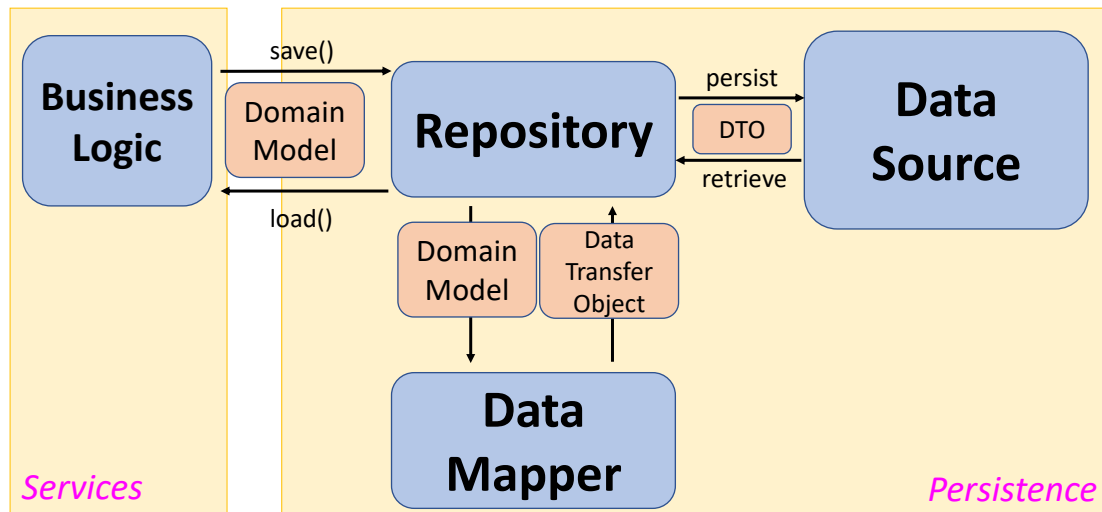 save()
Business
Logic
Domain
Model
load()
Repository
persist
DTO
retrieve
Data
Source
Domain
Model
Data
Transfer
Object
Data
Mapper
Services
Persistence